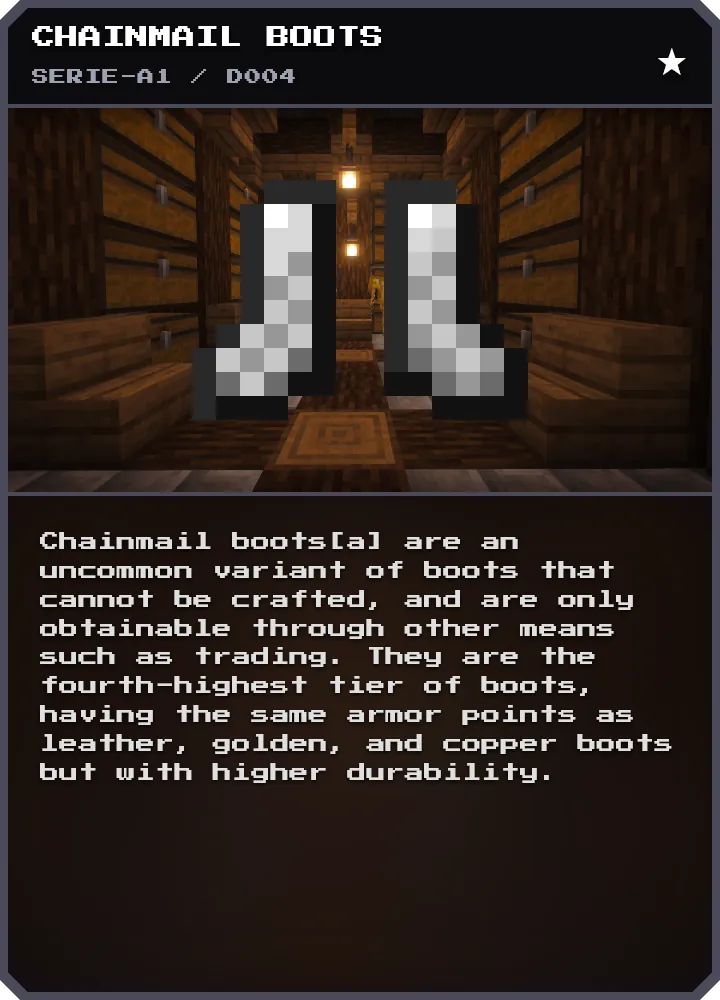 CHAINMAIL BOOTS
SERIE-A1 / D004
Chainmail boots[a] are an
uncommon variant of boots that
cannot be crafted, and are only
obtainable through other means
such as trading. They are the
fourth-highest tier of boots,
having the same armor points as
leather, golden, and copper boots
but with higher durability.